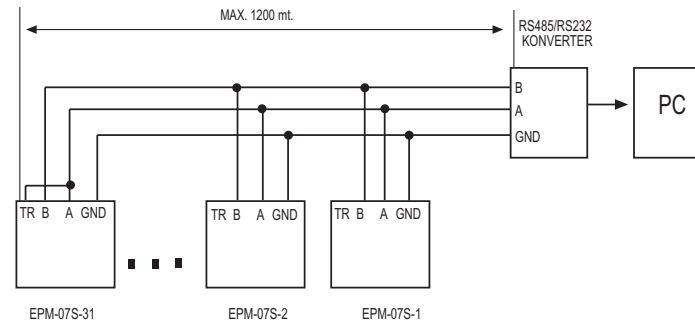 MAX. 1200 mt.
RS485/RS232
KONVERTER
B
A
GND
PC
TR B A GND
TR B A GND
TR B A GND
EPM-07S-31
EPM-07S-2
EPM-07S-1